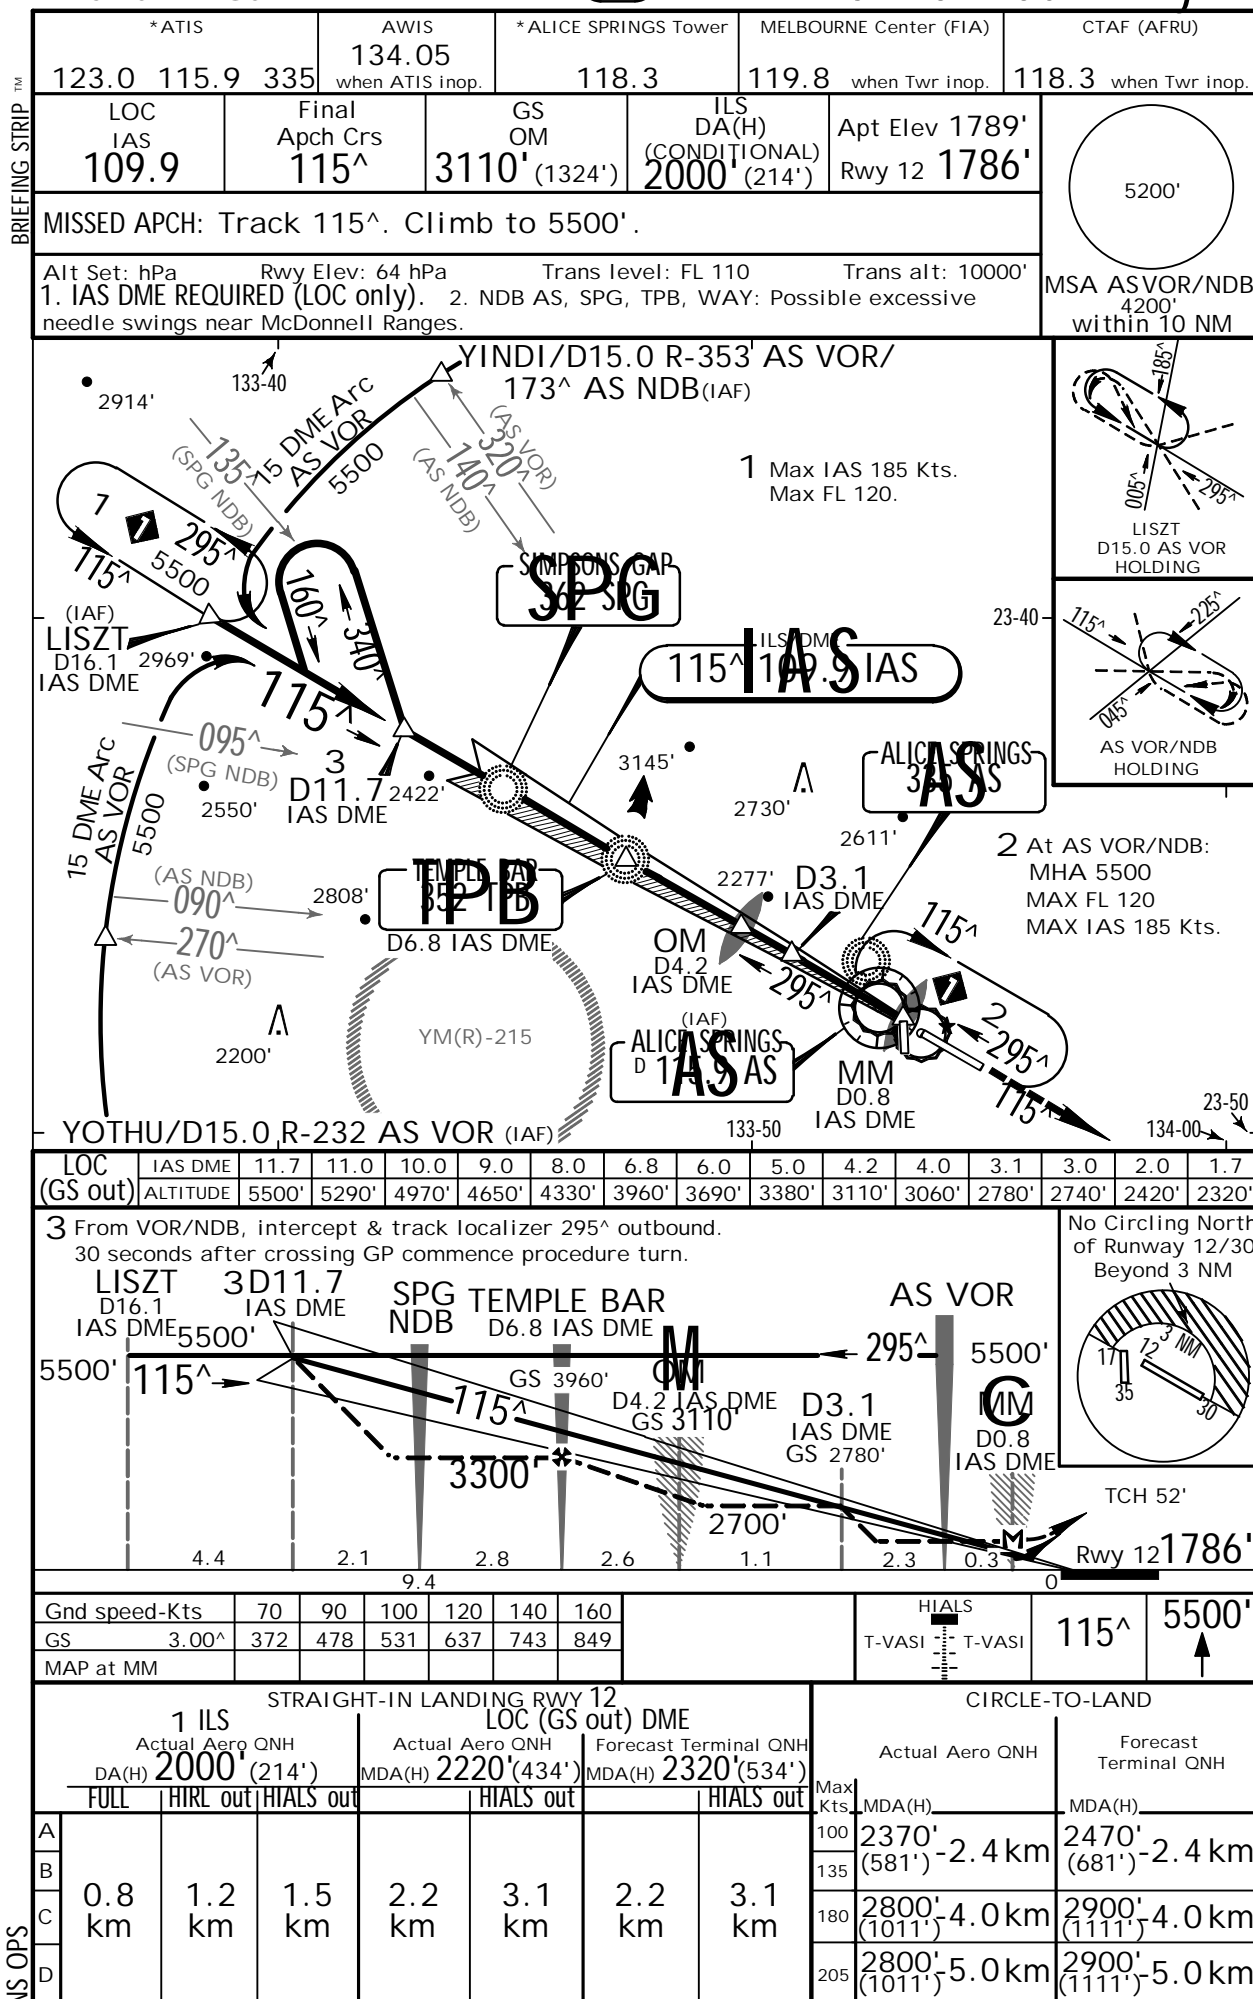 *ATIS
123.0 115.9 335
AWIS
134.05
when ATIS inop.
*ALICE SPRINGS Tower
118.3
MELBOURNE Center (FIA)
119.8 when Twr inop.
CTAF (AFRU)
118.3 when Twr inop.
BRIEFING STRIP TM
LOC
IAS
109.9
Final
Apch Crs
115^
GS
OM
3110' (1324')
ILS
DA(H)
(CONDITIONAL)
2000' (214')
Apt Elev 1789'
Rwy 12 1786'
5200'
MSA AS VOR/NDB
4200'
within 10 NM
MISSED APCH: Track 115^. Climb to 5500'.
Alt Set: hPa Rwy Elev: 64 hPa Trans level: FL 110 Trans alt: 10000'
1. IAS DME REQUIRED (LOC only). 2. NDB AS, SPG, TPB, WAY: Possible excessive
needle swings near McDonnell Ranges.
YINDI/D15.0 R-353 AS VOR/
173^ AS NDB(IAF)
133-40
2914'
15 DME Arc
AS VOR
5500
135^
(SPG NDB)
(AS VOR)
320^
140^
(AS NDB)
1 Max IAS 185 Kts.
Max FL 120.
185^
005^
295^
LISZT
D15.0 AS VOR
HOLDING
1
1
295^
5500
115^
(IAF)
LISZT
D16.1
IAS DME
2969'
160^
340^
115^
SIMPSONS GAP
362 SPG
SPG
ILS/DME
115^ 109.9 IAS
IAS
23-40
115^
225^
045^
AS VOR/NDB
HOLDING
095^
(SPG NDB)
3
D11.7
IAS DME
2422'
2550'
3145'
2730'
ALICE SPRINGS
335 AS
AS
2611'
15 DME Arc
AS VOR
5500
(AS NDB)
090^
270^
(AS VOR)
2808'
TEMPLE BAR
352 TPB
TPB
D6.8 IAS DME
2277'
D3.1
IAS DME
2 At AS VOR/NDB:
MHA 5500
MAX FL 120
MAX IAS 185 Kts.
OM
D4.2
IAS DME
295^
115^
1
2
295^
2200'
YM(R)-215
(IAF)
ALICE SPRINGS
D 115.9 AS
AS
MM
D0.8
IAS DME
115^
YOTHU/D15.0 R-232 AS VOR (IAF)
133-50
134-00
23-50
LOC (GS out)
IAS DME 11.7 11.0 10.0 9.0 8.0 6.8 6.0 5.0 4.2 4.0 3.1 3.0 2.0 1.7
ALTITUDE 5500' 5290' 4970' 4650' 4330' 3960' 3690' 3380' 3110' 3060' 2780' 2740' 2420' 2320'
3 From VOR/NDB, intercept & track localizer 295^ outbound.
30 seconds after crossing GP commence procedure turn.
No Circling North
of Runway 12/30
Beyond 3 NM
3 NM
17
12
35
30
LISZT
D16.1
IAS DME
3 D11.7
IAS DME
SPG
NDB
TEMPLE BAR
D6.8 IAS DME
AS VOR
5500'
5500'
115^
GS 3960'
M
OM
D4.2 IAS DME
GS 3110'
295^
5500'
115^
D3.1
IAS DME
GS 2780'
C
MM
D0.8
IAS DME
3300'
2700'
M
TCH 52'
Rwy 12 1786'
4.4 2.1 2.8 2.6 1.1 2.3 0.3
9.4 0
Gnd speed-Kts 70 90 100 120 140 160
GS 3.00^ 372 478 531 637 743 849
MAP at MM
HIALS
T-VASI T-VASI
115^
5500'
STRAIGHT-IN LANDING RWY 12
1 ILS
Actual Aero QNH
DA(H) 2000' (214')
FULL HIRL out HIALS out
LOC (GS out) DME
Actual Aero QNH
MDA(H) 2220' (434')
HIALS out
Forecast Terminal QNH
MDA(H) 2320' (534')
HIALS out
CIRCLE-TO-LAND
Actual Aero QNH
Forecast
Terminal QNH
Max
Kts
MDA(H)
MDA(H)
A
B
C
D
0.8 km
1.2 km
1.5 km
2.2 km
3.1 km
2.2 km
3.1 km
100
135
2370' (581') -2.4 km
2470' (681') -2.4 km
180
2800' (1011') -4.0 km
2900' (1111') -4.0 km
205
2800' (1011') -5.0 km
2900' (1111') -5.0 km
NS OPS